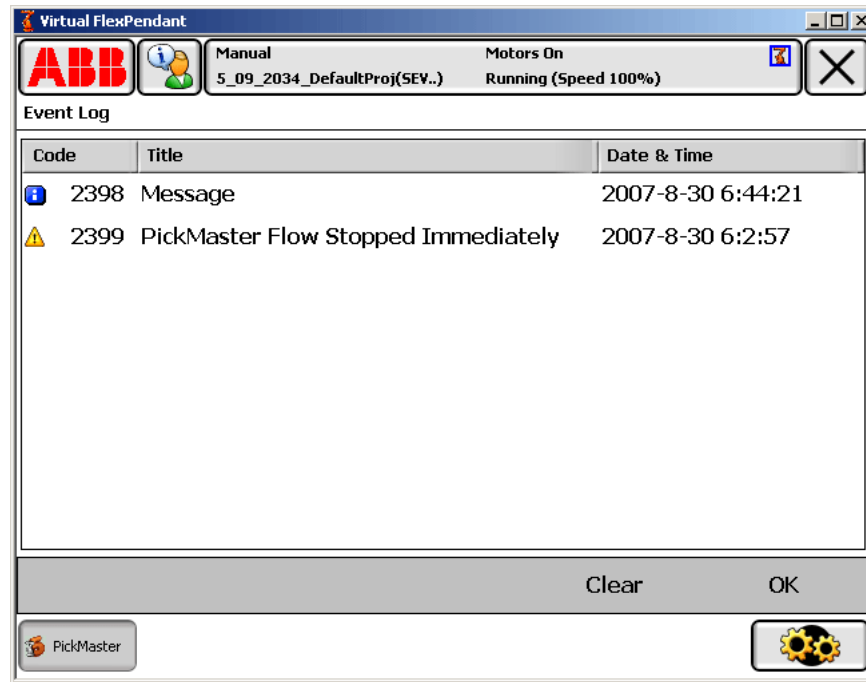 Virtual FlexPendant
ABB
Manual
Motors On
5_09_2034_DefaultProj(SEV..)
Running (Speed 100%)
Event Log
Code Title Date & Time
2398 Message 2007-8-30 6:44:21
2399 PickMaster Flow Stopped Immediately 2007-8-30 6:2:57
Clear OK
PickMaster